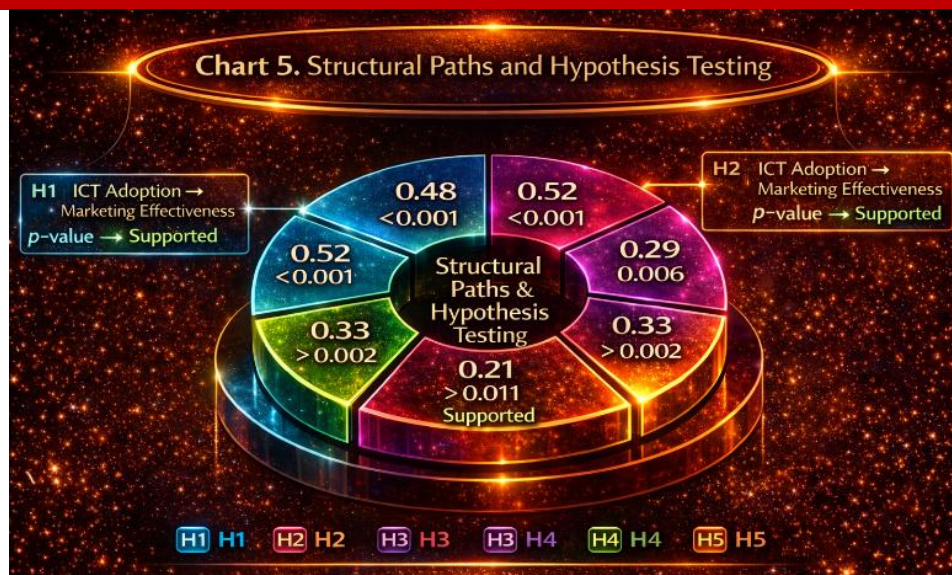 Chart 5. Structural Paths and Hypothesis Testing
H1 ICT Adoption →
Marketing Effectiveness
p-value → Supported
H2 ICT Adoption →
Marketing Effectiveness
p-value → Supported
0.48
<0.001
0.52
<0.001
0.52
<0.001
0.29
0.006
0.33
>0.002
0.33
>0.002
0.21
>0.011
Supported
Structural
Paths &
Hypothesis
Testing
H1 H1 H2 H2 H3 H3 H3 H4 H4 H4 H5 H5